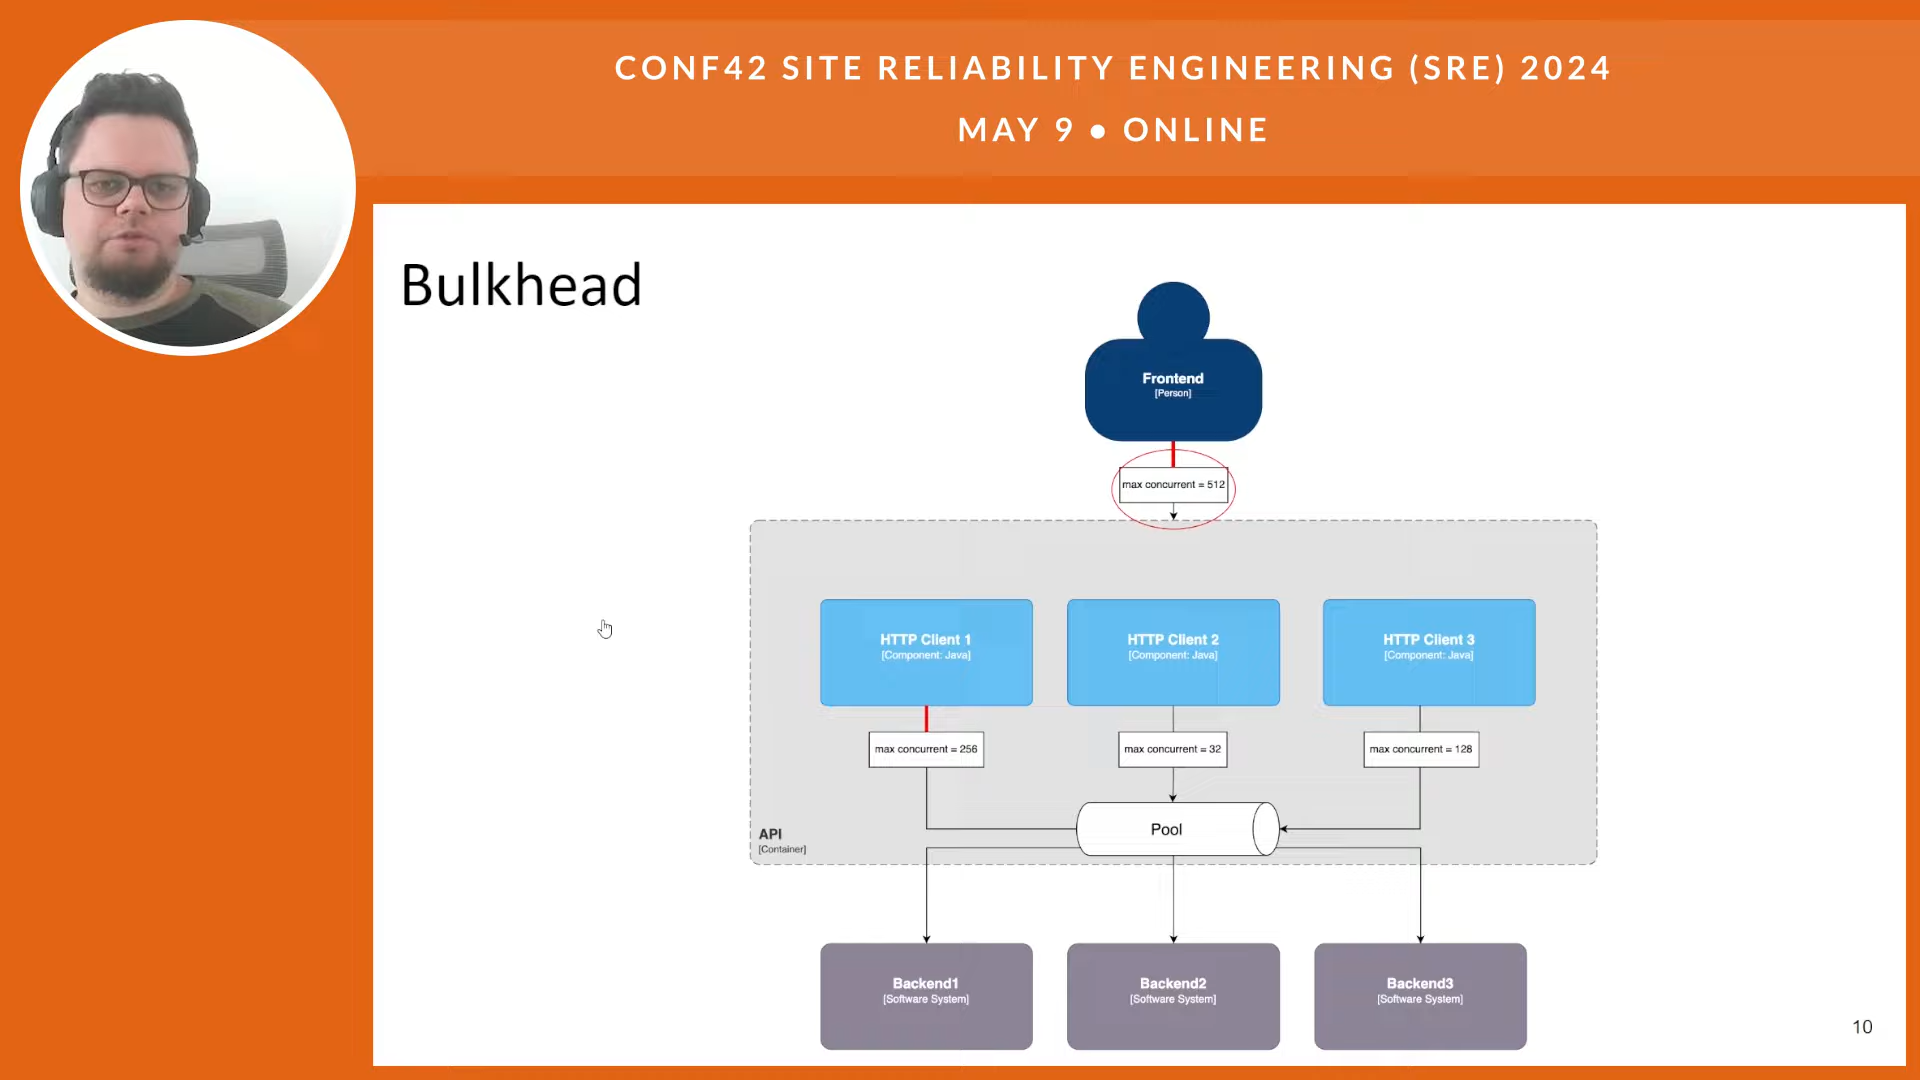 CONF42 SITE RELIABILITY ENGINEERING (SRE) 2024
MAY 9 ● ONLINE
Bulkhead
Frontend
[Person]
max concurrent = 512
HTTP Client 1
[Component: Java]
HTTP Client 2
[Component: Java]
HTTP Client 3
[Component: Java]
max concurrent = 256
max concurrent = 32
max concurrent = 128
Pool
API
[Container]
Backend1
[Software System]
Backend2
[Software System]
Backend3
[Software System]
10